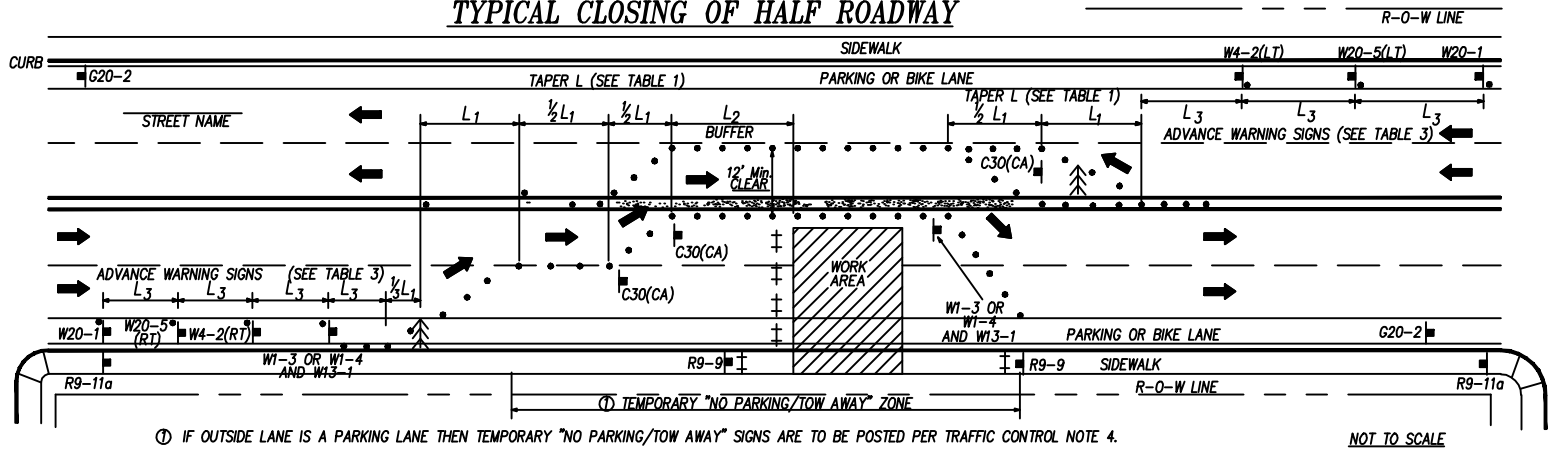 TYPICAL CLOSING OF HALF ROADWAY
R-O-W LINE
SIDEWALK
CURB
G20-2
W4-2(LT)
W20-5(LT)
W20-1
TAPER L (SEE TABLE 1)
PARKING OR BIKE LANE
TAPER L (SEE TABLE 1)
STREET NAME
L1
½ L1
½ L1
L2
BUFFER
½ L1
L1
L3
L3
L3
ADVANCE WARNING SIGNS (SEE TABLE 3)
C30(CA)
12' Min.
CLEAR
C30(CA)
C30(CA)
WORK
AREA
ADVANCE WARNING SIGNS (SEE TABLE 3)
L3
L3
L3
L3
⅓L1
W20-1
W20-5
(RT)
W4-2(RT)
W1-3 OR W1-4
AND W13-1
W1-3 OR
W1-4
AND W13-1
PARKING OR BIKE LANE
G20-2
R9-11a
R9-9
R9-9
SIDEWALK
R9-11a
R-O-W LINE
① TEMPORARY "NO PARKING/TOW AWAY" ZONE
① IF OUTSIDE LANE IS A PARKING LANE THEN TEMPORARY "NO PARKING/TOW AWAY" SIGNS ARE TO BE POSTED PER TRAFFIC CONTROL NOTE 4.
NOT TO SCALE